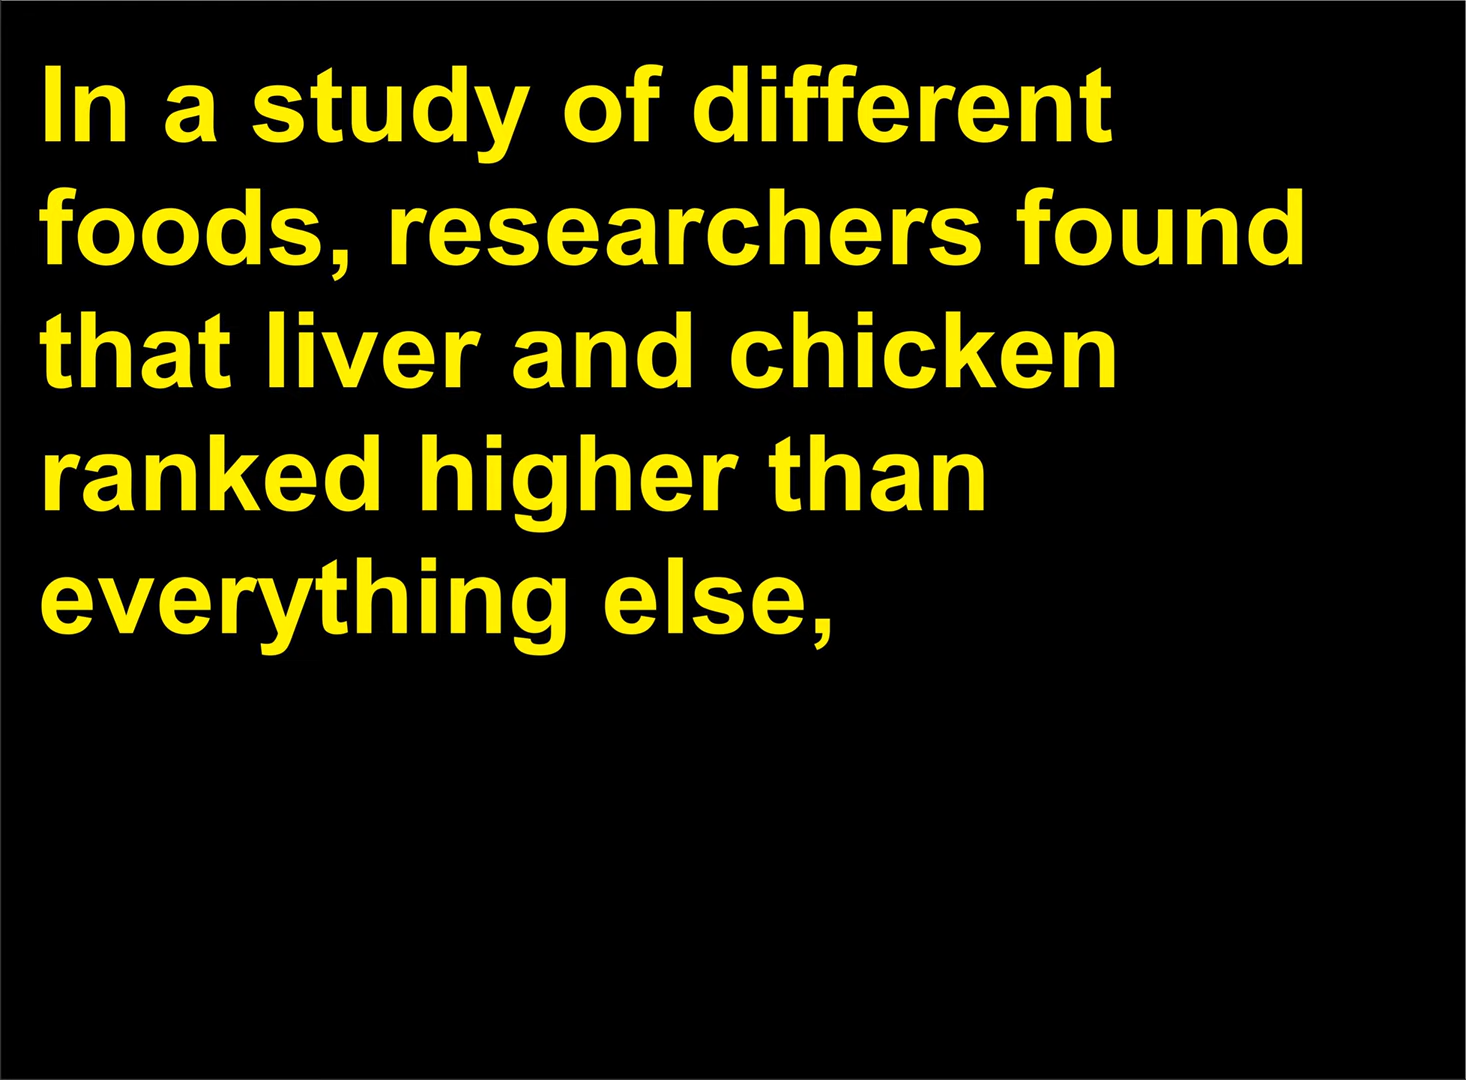 In a study of different
foods, researchers found
that liver and chicken
ranked higher than
everything else,